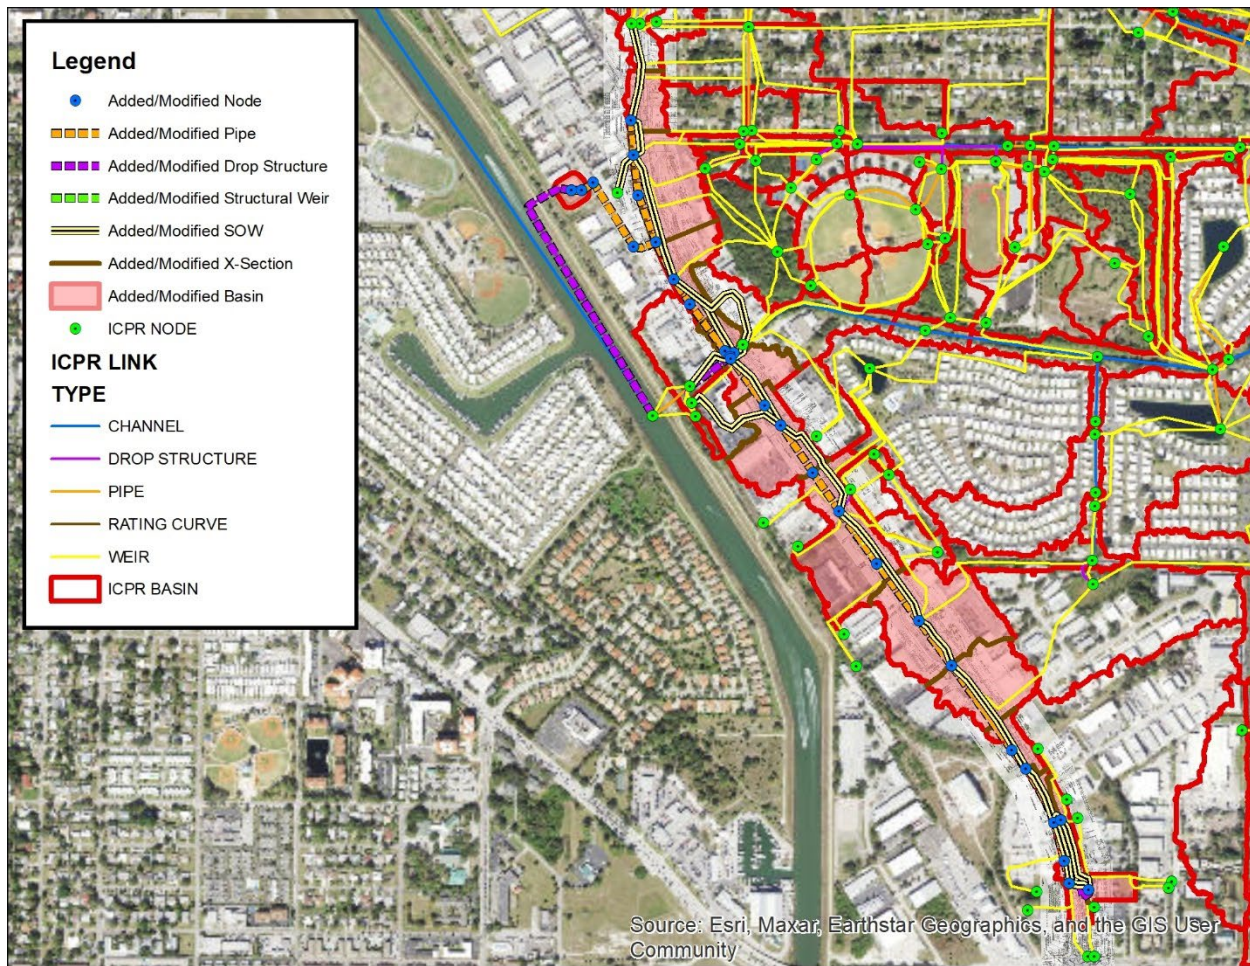 Legend
Added/Modified Node
Added/Modified Pipe
Added/Modified Drop Structure
Added/Modified Structural Weir
Added/Modified SOW
Added/Modified X-Section
Added/Modified Basin
ICPR NODE
ICPR LINK
TYPE
CHANNEL
DROP STRUCTURE
PIPE
RATING CURVE
WEIR
ICPR BASIN
Source: Esri, Maxar, Earthstar Geographics, and the GIS User
Community